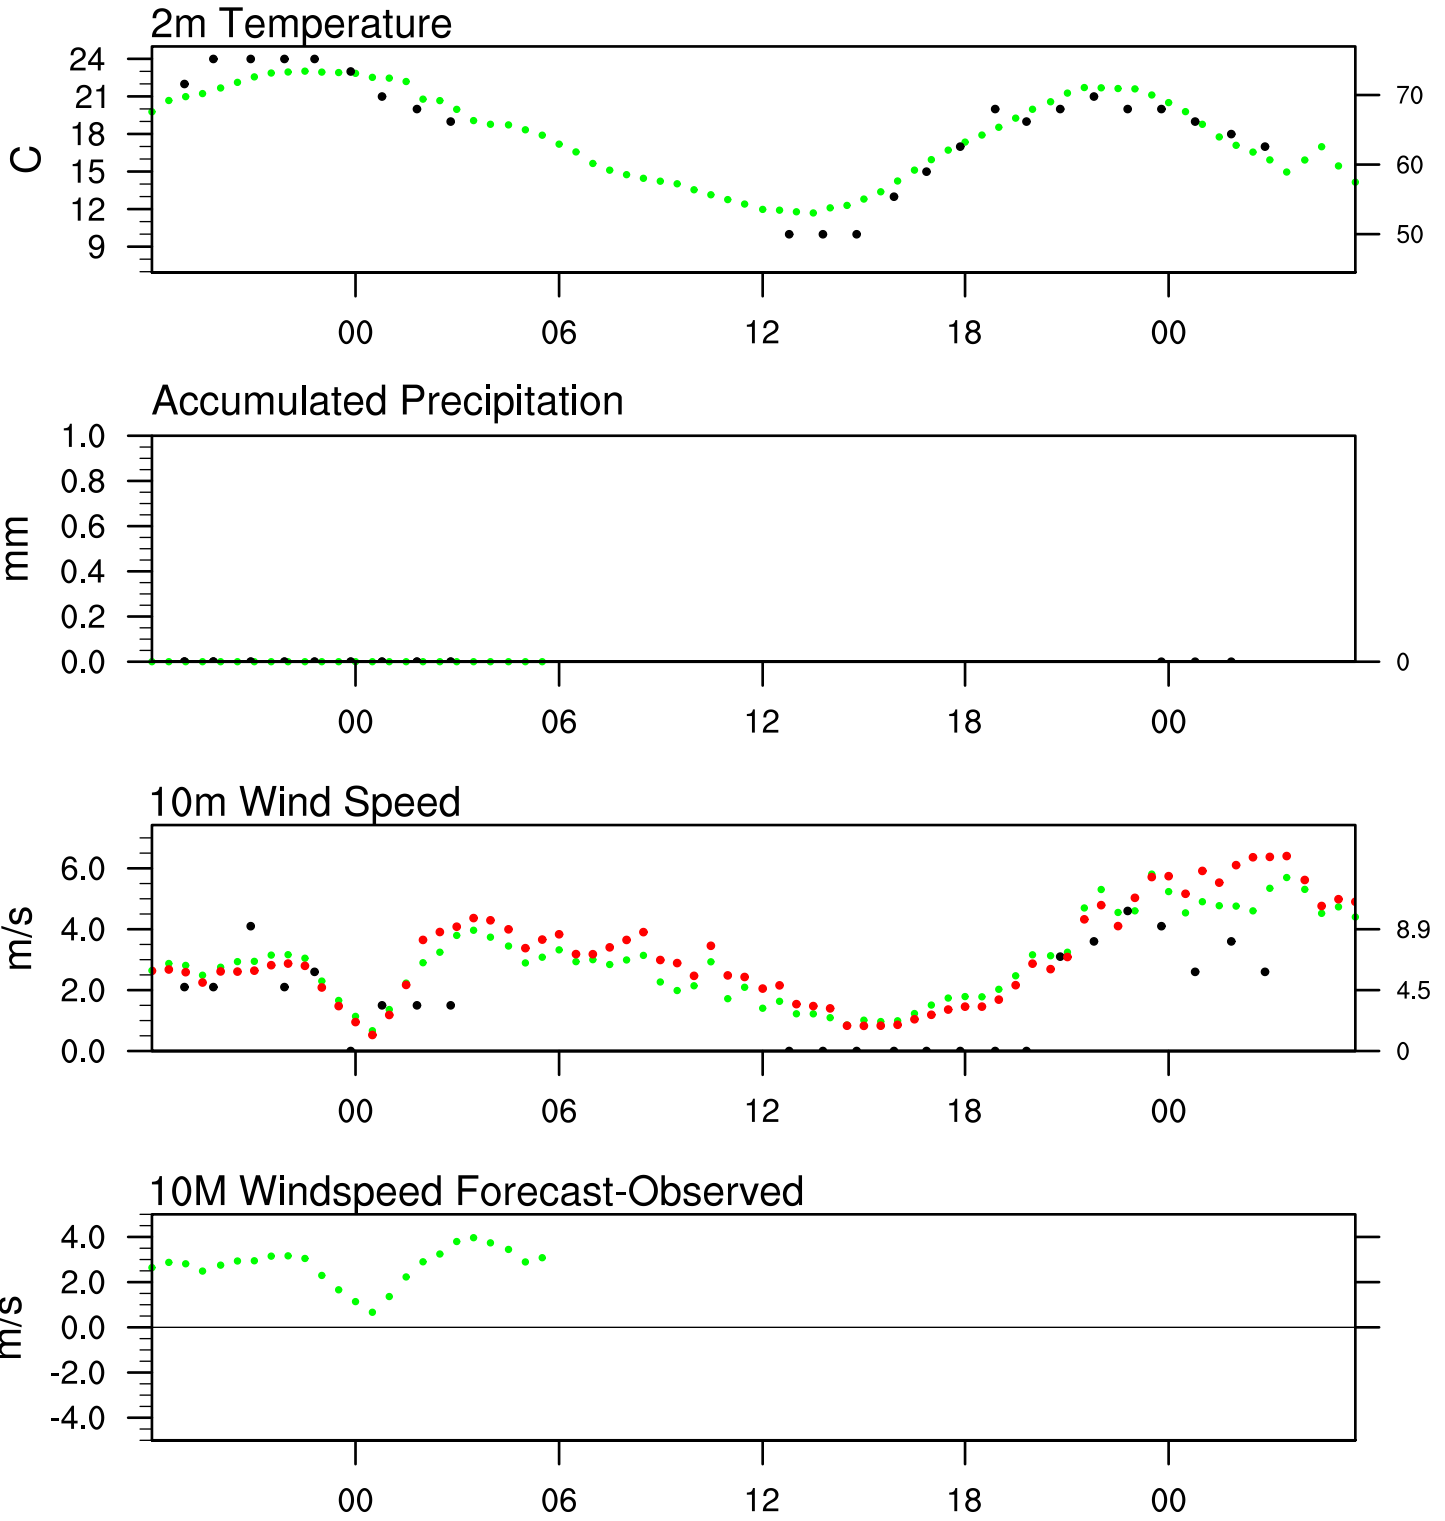 2m Temperature
24
21
18
15
12
9
C
70
60
50
00 06 12 18 00
Accumulated Precipitation
1.0
0.8
0.6
0.4
0.2
0.0
mm
0
00 06 12 18 00
10m Wind Speed
6.0
4.0
2.0
0.0
m/s
8.9
4.5
0
00 06 12 18 00
10M Windspeed Forecast-Observed
4.0
2.0
0.0
-2.0
-4.0
m/s
00 06 12 18 00